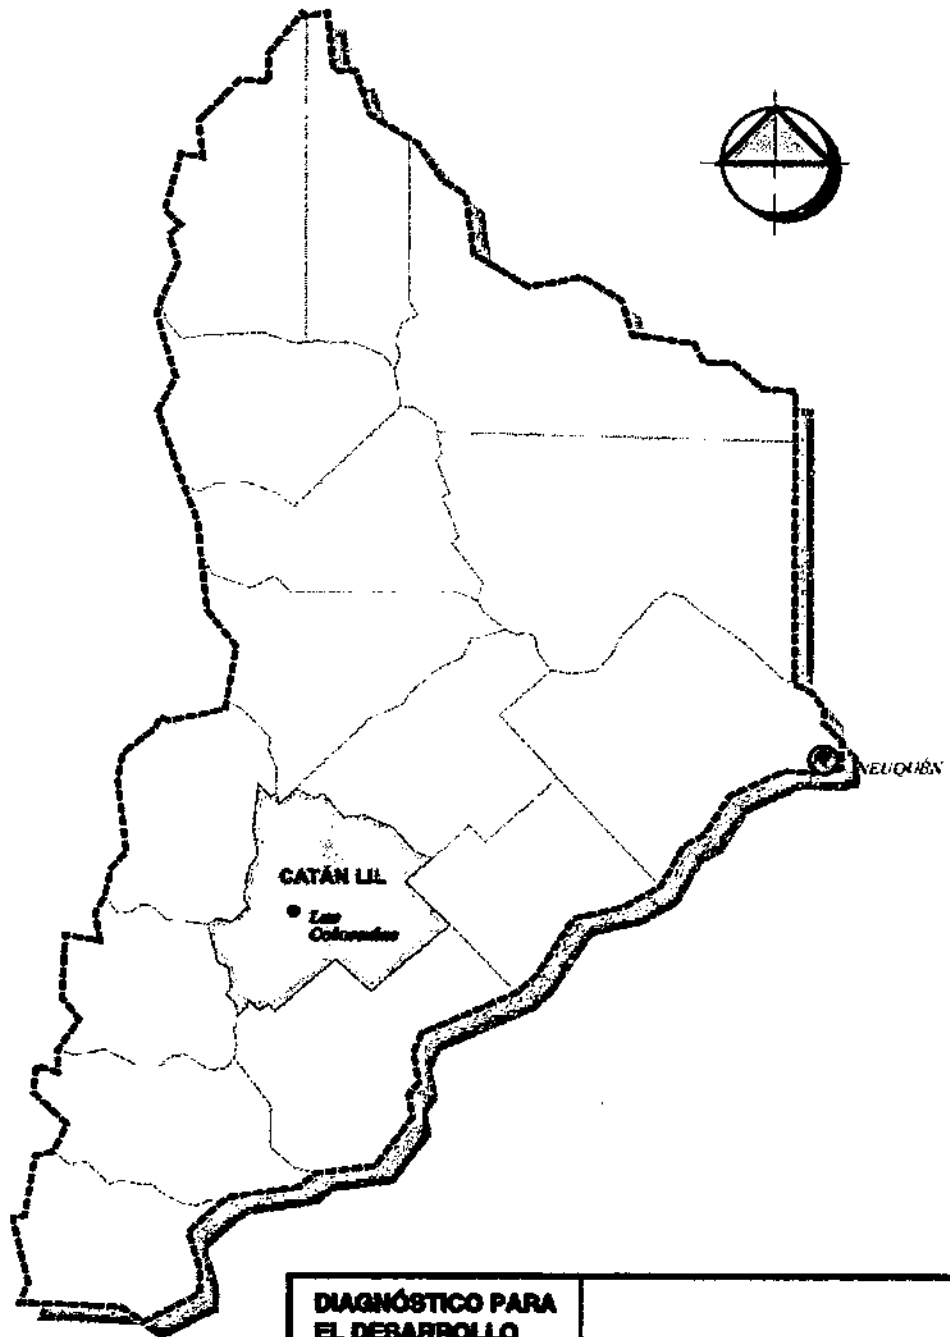 NEUQUÉN
CATÁN LIL
Las
Coloradas
DIAGNÓSTICO PARA
EL DESARROLLO